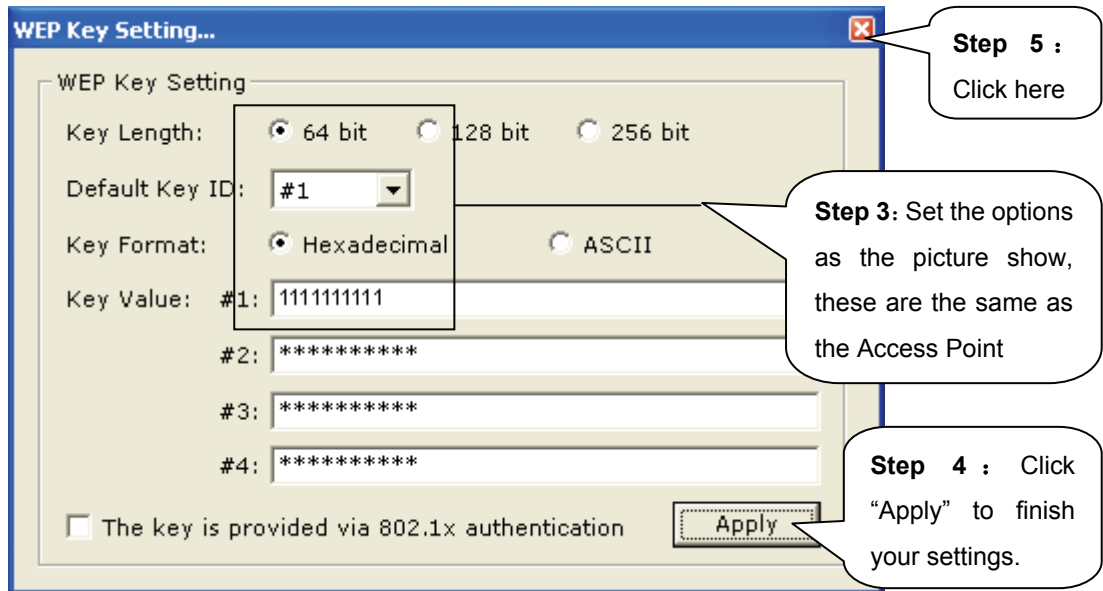 WEP Key Setting...
WEP Key Setting
Key Length: 64 bit 128 bit 256 bit
Default Key ID: #1
Key Format: Hexadecimal ASCII
Key Value: #1: 1111111111
#2: **********
#3: **********
#4: **********
The key is provided via 802.1x authentication
Apply
Step 5：
Click here
Step 3: Set the options
as the picture show,
these are the same as
the Access Point
Step 4： Click
“Apply” to finish
your settings.